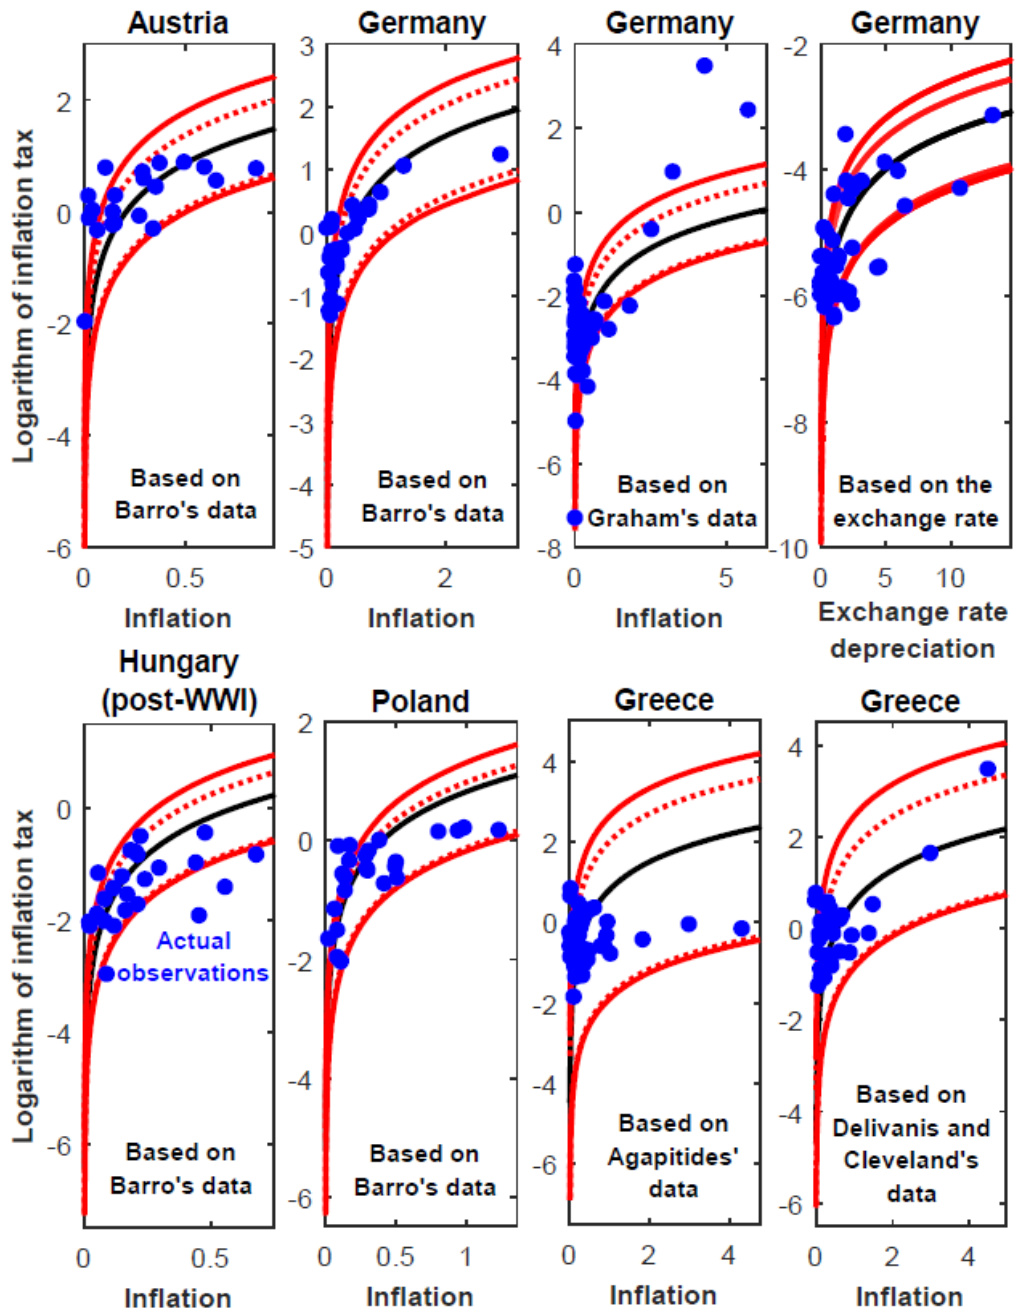 Austria
Germany
Germany
Germany
Logarithm of inflation tax
2
0
-2
-4
-6
3
2
1
0
-1
-2
-3
-4
-5
4
2
0
-2
-4
-6
-8
-2
-4
-6
-8
-10
Based on
Barro's data
Based on
Barro's data
Based on
Graham's data
Based on the
exchange rate
0 0.5
0 2
0 5
0 5 10
Inflation
Inflation
Inflation
Exchange rate
depreciation
Hungary
(post-WWI)
Poland
Greece
Greece
Logarithm of inflation tax
0
-2
-4
-6
2
0
-2
-4
-6
4
2
0
-2
-4
-6
4
2
0
-2
-4
-6
Actual
observations
Based on
Barro's data
Based on
Barro's data
Based on
Agapitides'
data
Based on
Delivanis and
Cleveland's
data
0 0.5
0 0.5 1
0 2 4
0 2 4
Inflation
Inflation
Inflation
Inflation